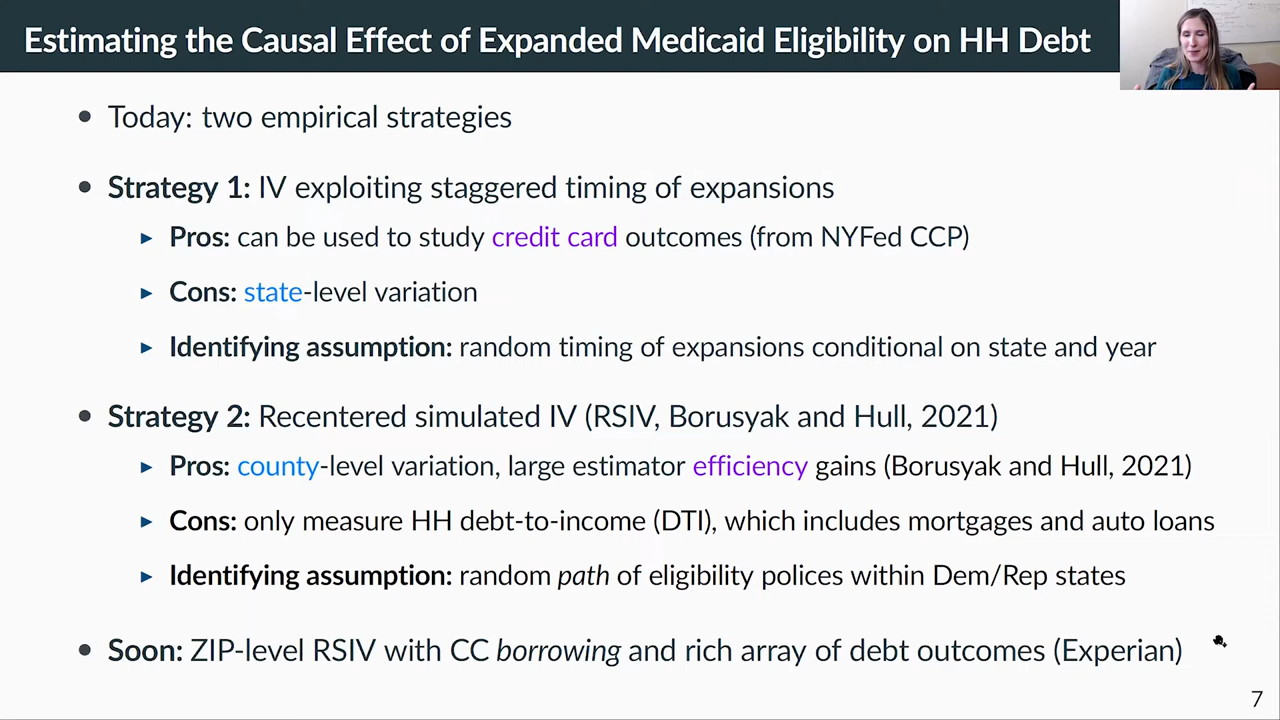 Estimating the Causal Effect of Expanded Medicaid Eligibility on HH Debt
• Today: two empirical strategies
• Strategy 1: IV exploiting staggered timing of expansions
▸ Pros: can be used to study credit card outcomes (from NYFed CCP)
▸ Cons: state-level variation
▸ Identifying assumption: random timing of expansions conditional on state and year
• Strategy 2: Recentered simulated IV (RSIV, Borusyak and Hull, 2021)
▸ Pros: county-level variation, large estimator efficiency gains (Borusyak and Hull, 2021)
▸ Cons: only measure HH debt-to-income (DTI), which includes mortgages and auto loans
▸ Identifying assumption: random path of eligibility polices within Dem/Rep states
• Soon: ZIP-level RSIV with CC borrowing and rich array of debt outcomes (Experian)
7